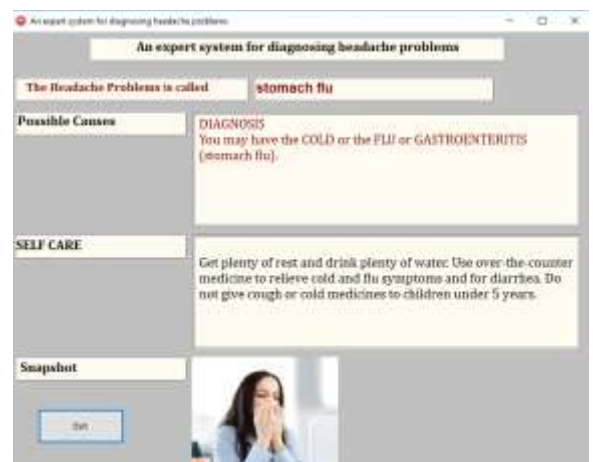 An expert system for diagnosing headache problems
An expert system for diagnosing headache problems
The Headache Problems is called
stomach flu
Possible Causes
DIAGNOSIS
You may have the COLD or the FLU or GASTROENTERITIS
(stomach flu).
SELF CARE
Get plenty of rest and drink plenty of water. Use over-the-counter
medicine to relieve cold and flu symptoms and for diarrhea. Do
not give cough or cold medicines to children under 5 years.
Snapshot
Exit